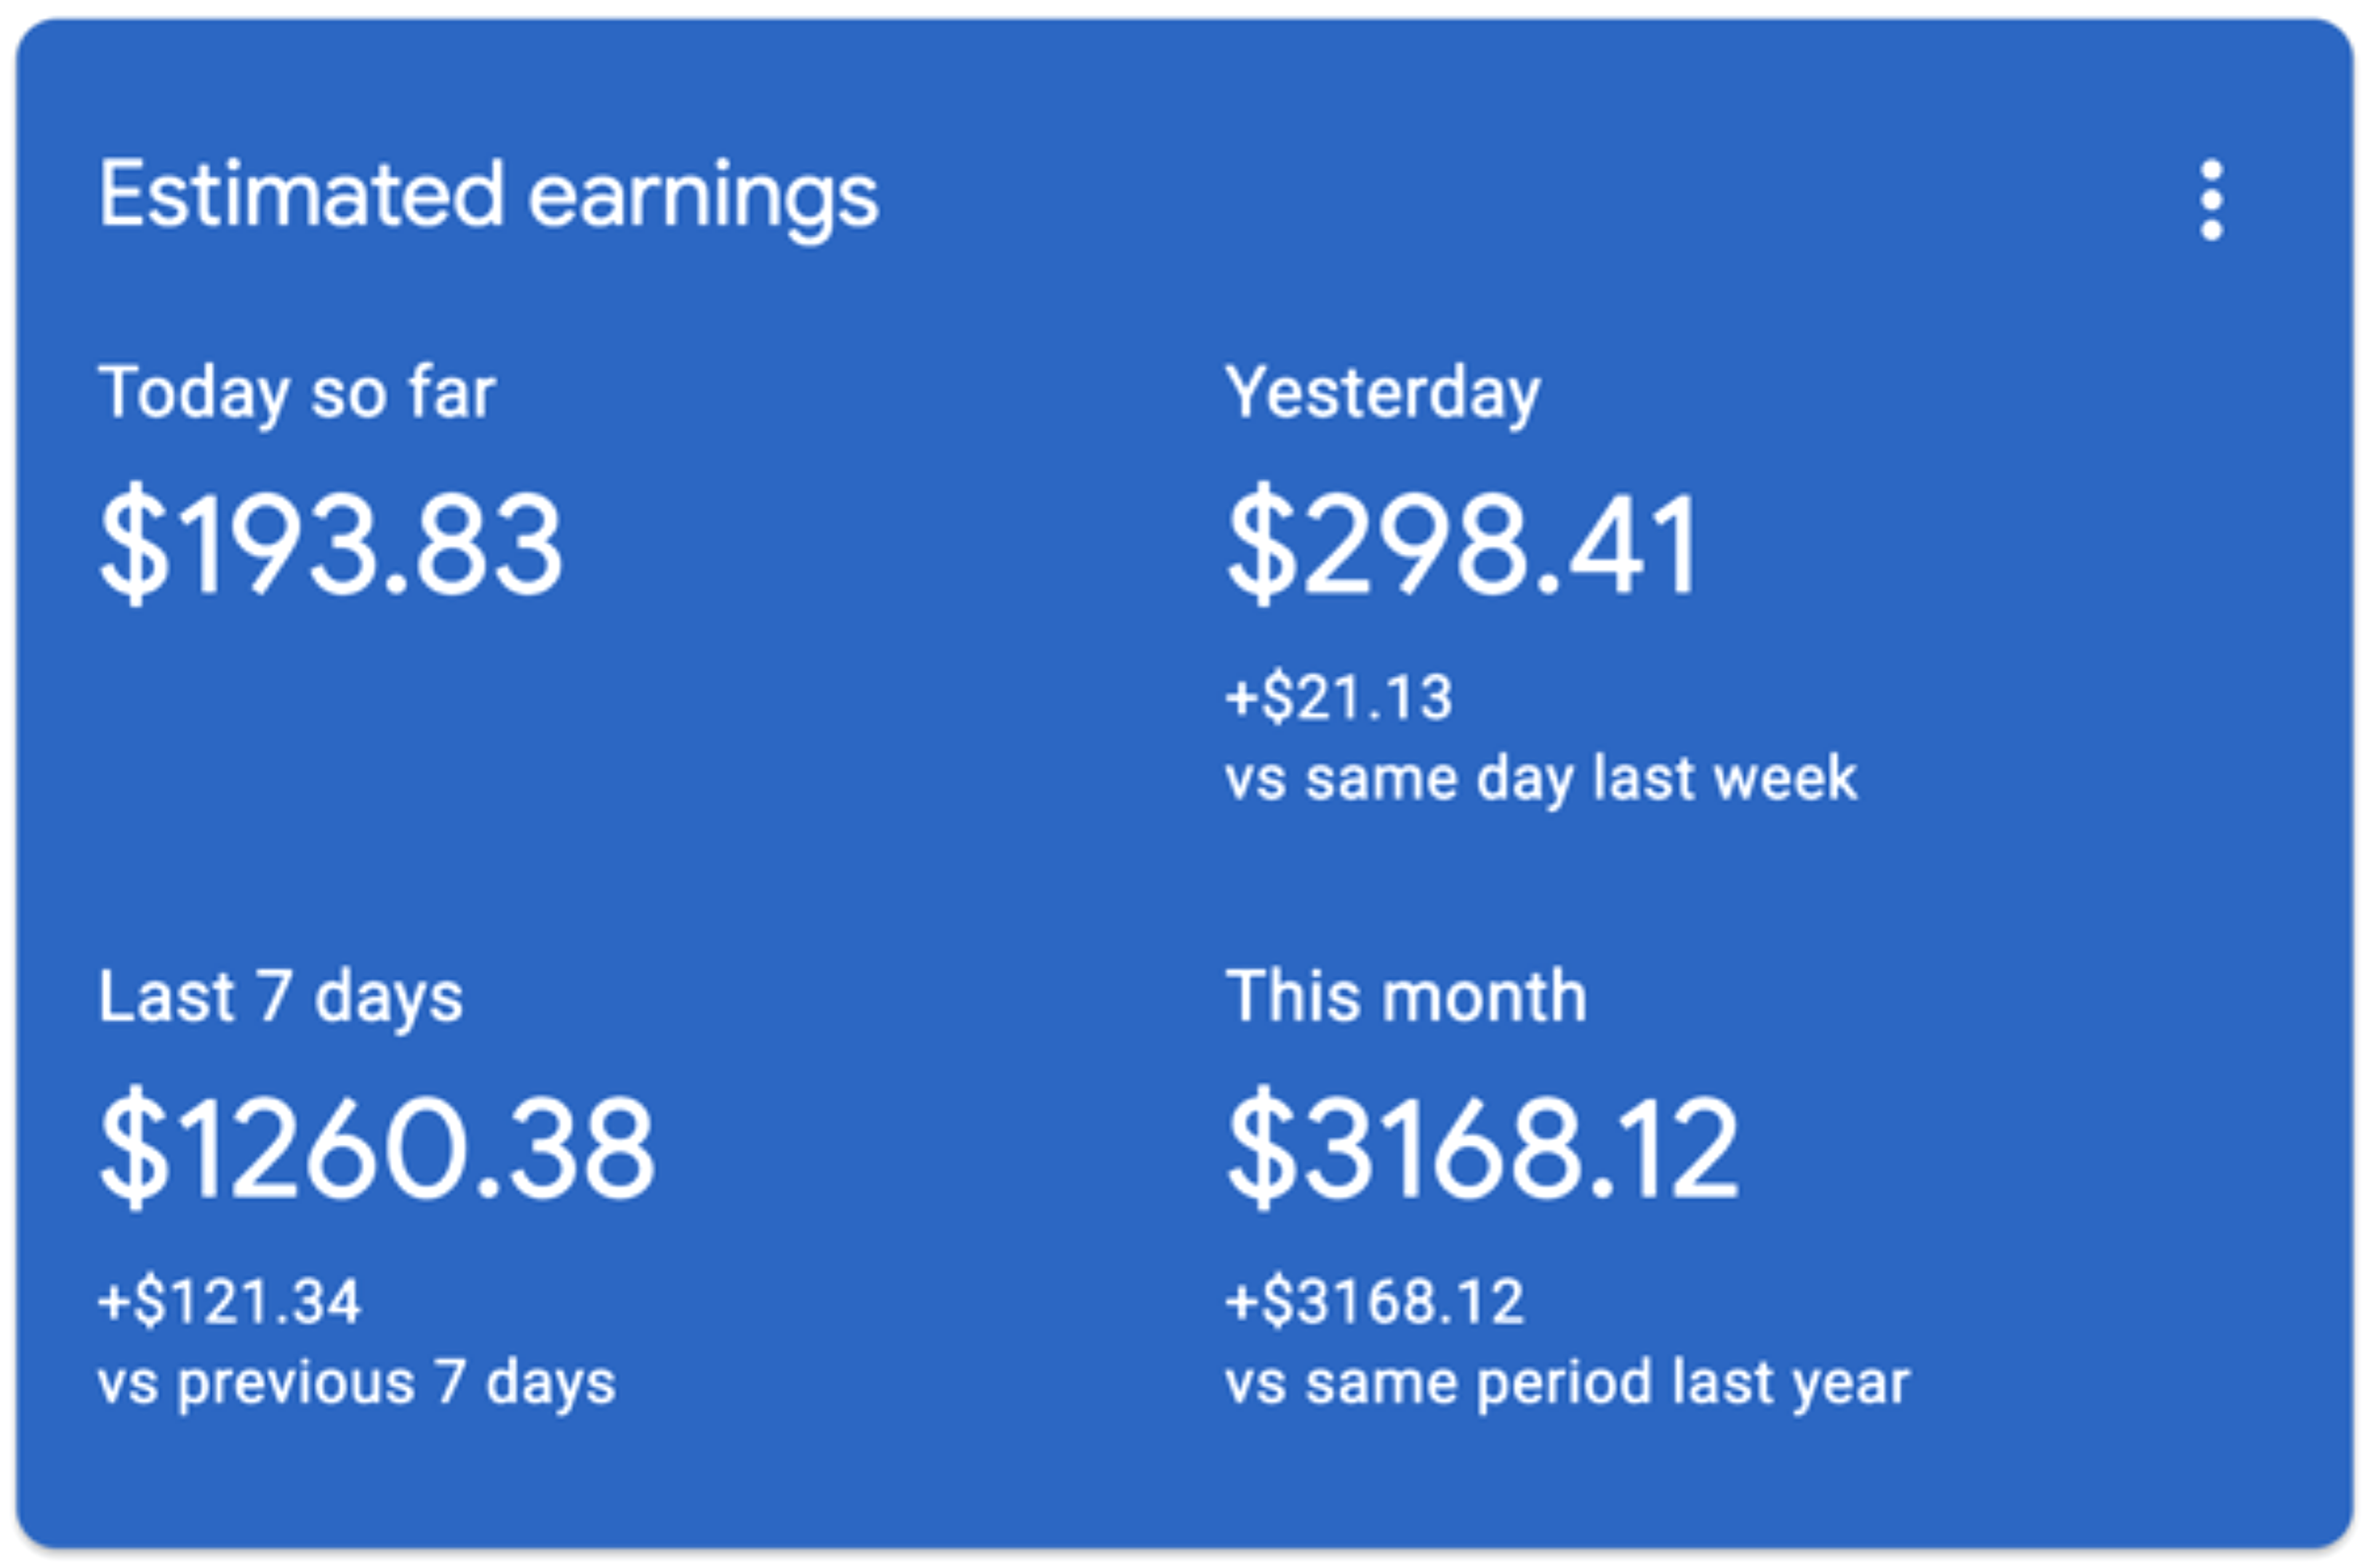 Estimated earnings
Today so far
$193.83
Yesterday
$298.41
+$21.13
vs same day last week
Last 7 days
$1260.38
+$121.34
vs previous 7 days
This month
$3168.12
+$3168.12
vs same period last year